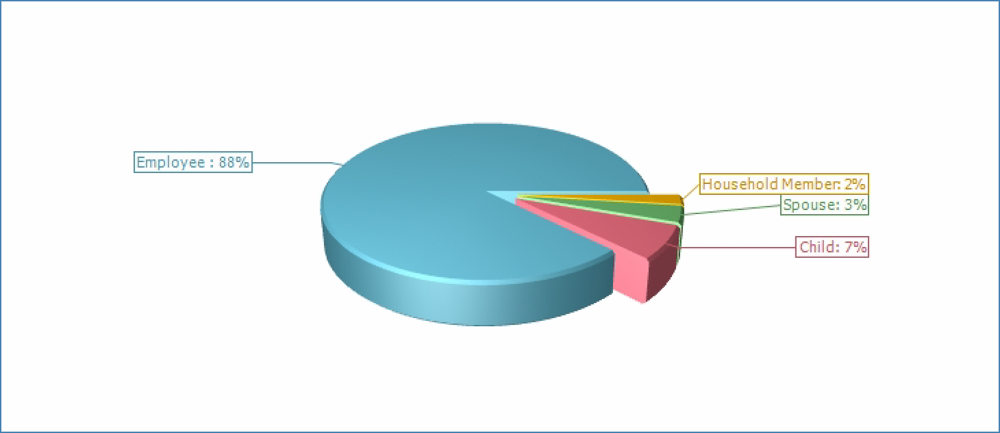 Employee : 88%
Household Member: 2%
Spouse: 3%
Child: 7%